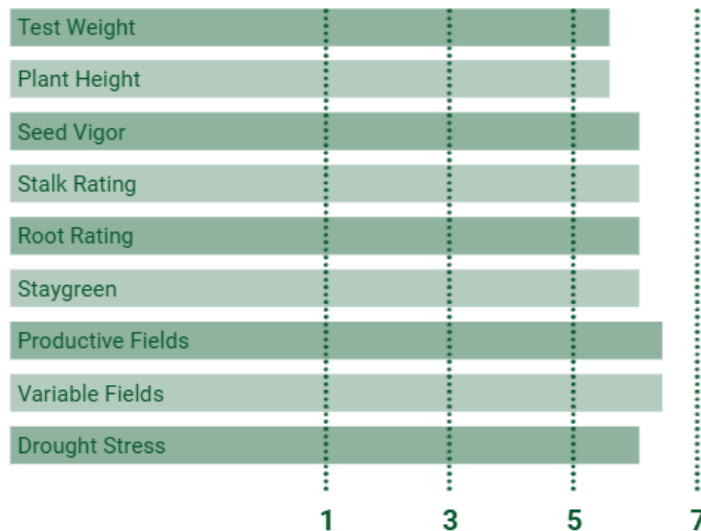 Test Weight
Plant Height
Seed Vigor
Stalk Rating
Root Rating
Staygreen
Productive Fields
Variable Fields
Drought Stress
1 3 5 7